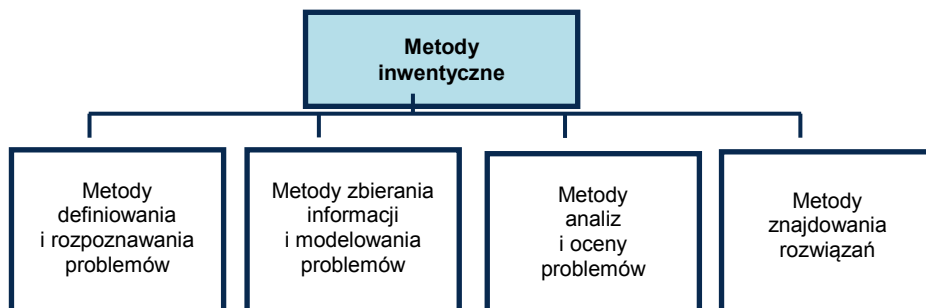 Metody
inwentyczne
Metody
definiowania
i rozpoznawania
problemów
Metody zbierania
informacji
i modelowania
problemów
Metody
analiz
i oceny
problemów
Metody
znajdowania
rozwiązań